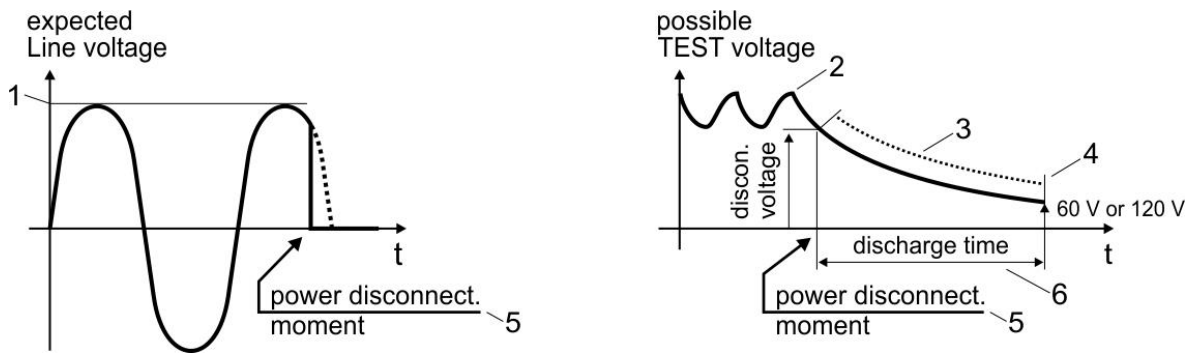 expected
Line voltage
1
t
power disconnect.
moment
5
possible
TEST voltage
2
3
4
discon.
voltage
60 V or 120 V
discharge time
t
6
power disconnect.
moment
5